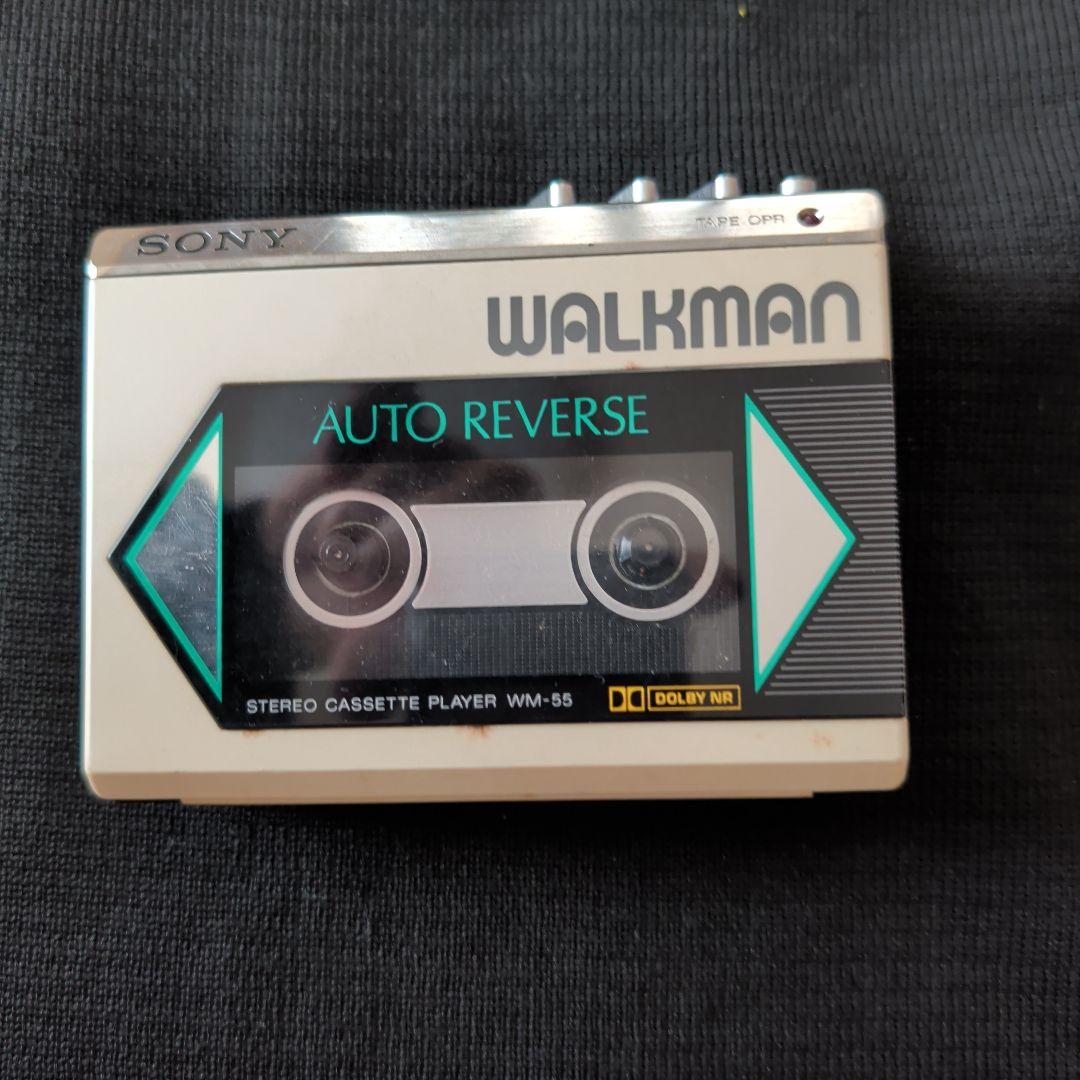 SONY
TAPE OPR
WALKMAN
AUTO REVERSE
STEREO CASSETTE PLAYER WM-55
DOLBY NR